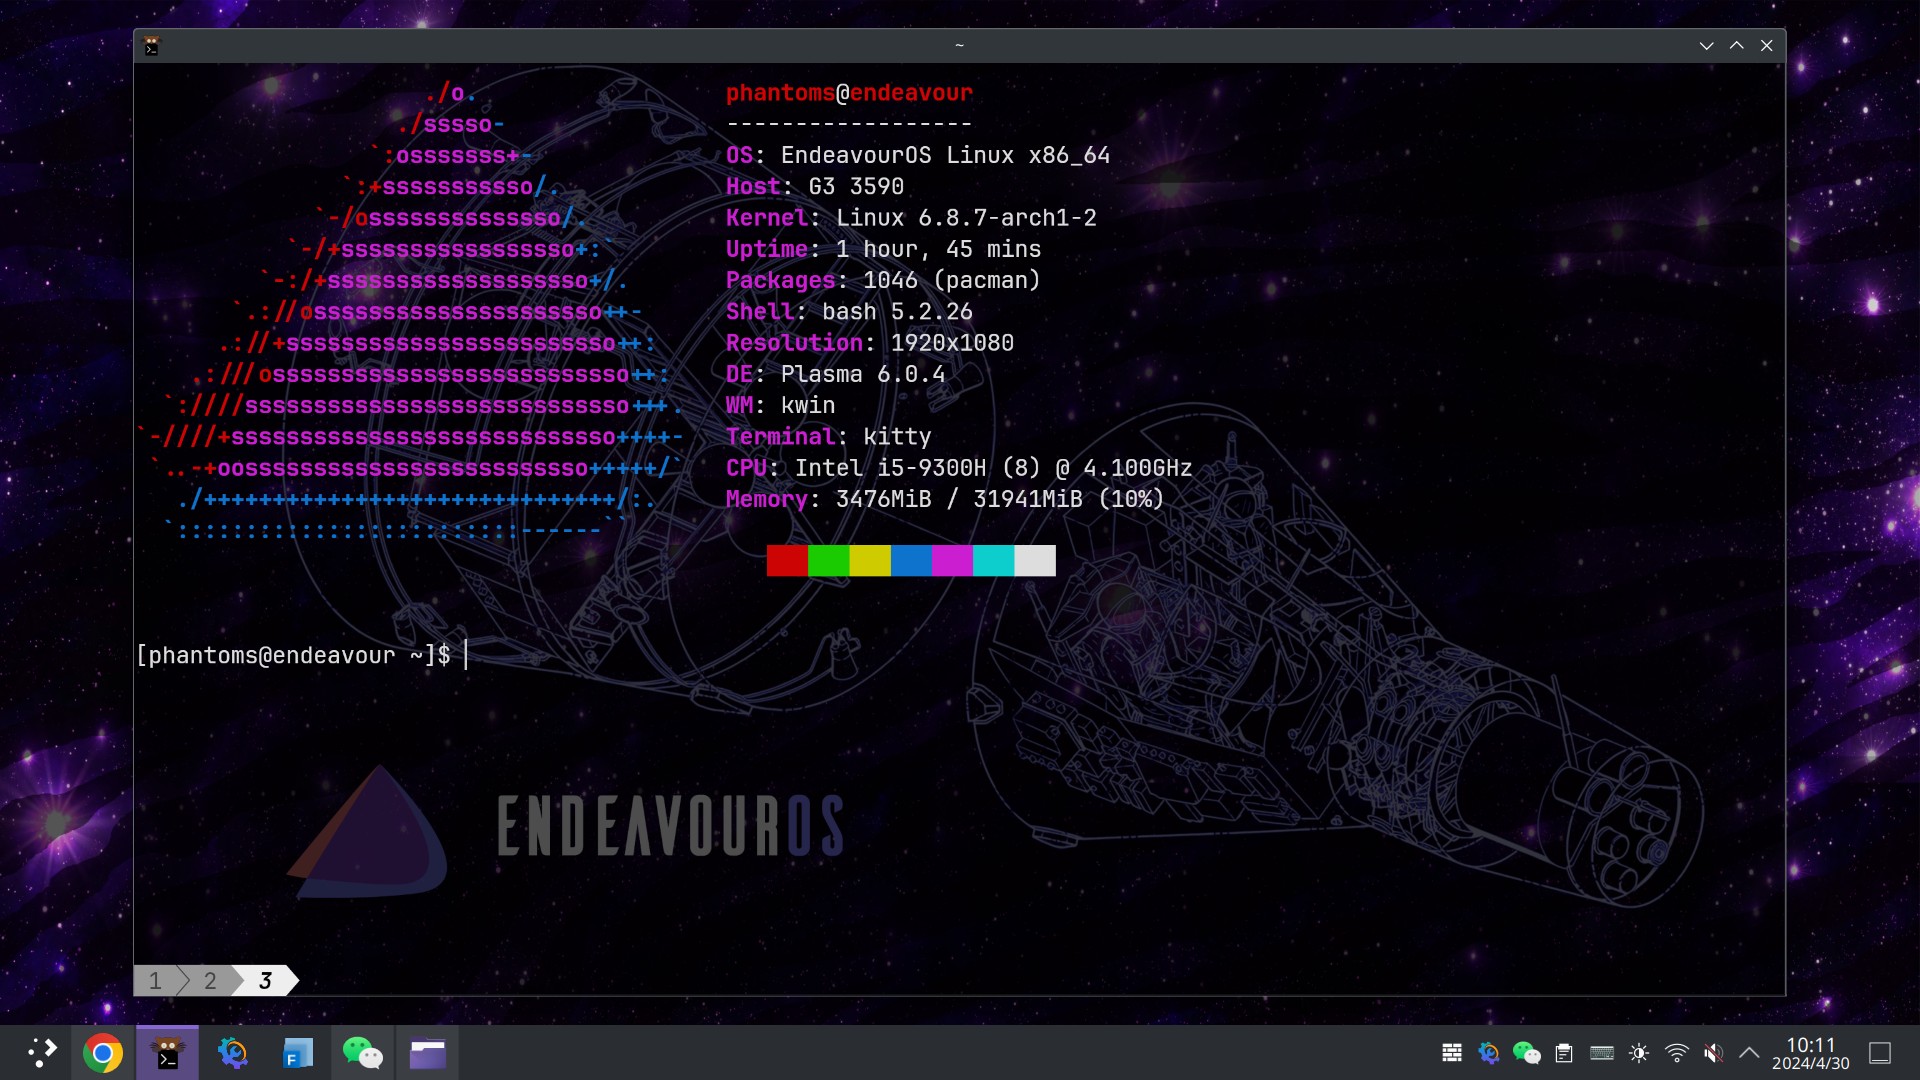 ~
./o.
./sssso-
`:osssssss+-
`:+sssssssssso/.
`-/ossssssssssssso/.
`-/+sssssssssssssssso+:`
`-:/+sssssssssssssssssso+/.
`.://osssssssssssssssssssso++-
.://+ssssssssssssssssssssssso++:
.:///ossssssssssssssssssssssssso++:
`:////ssssssssssssssssssssssssssso+++.
`-////+ssssssssssssssssssssssssssso++++-
`..-+oosssssssssssssssssssssssso+++++/`
./++++++++++++++++++++++++++++++/:.
`:::::::::::::::::::::::::------``
phantoms@endeavour
------------------
OS: EndeavourOS Linux x86_64
Host: G3 3590
Kernel: Linux 6.8.7-arch1-2
Uptime: 1 hour, 45 mins
Packages: 1046 (pacman)
Shell: bash 5.2.26
Resolution: 1920x1080
DE: Plasma 6.0.4
WM: kwin
Terminal: kitty
CPU: Intel i5-9300H (8) @ 4.100GHz
Memory: 3476MiB / 31941MiB (10%)
[phantoms@endeavour ~]$
ENDEAVOUROS
1 2 3
F
10:11
2024/4/30